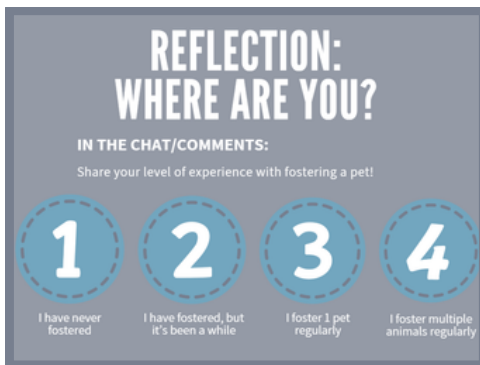 REFLECTION:
WHERE ARE YOU?
IN THE CHAT/COMMENTS:
Share your level of experience with fostering a pet!
1
I have never
fostered
2
I have fostered, but
it's been a while
3
I foster 1 pet
regularly
4
I foster multiple
animals regularly